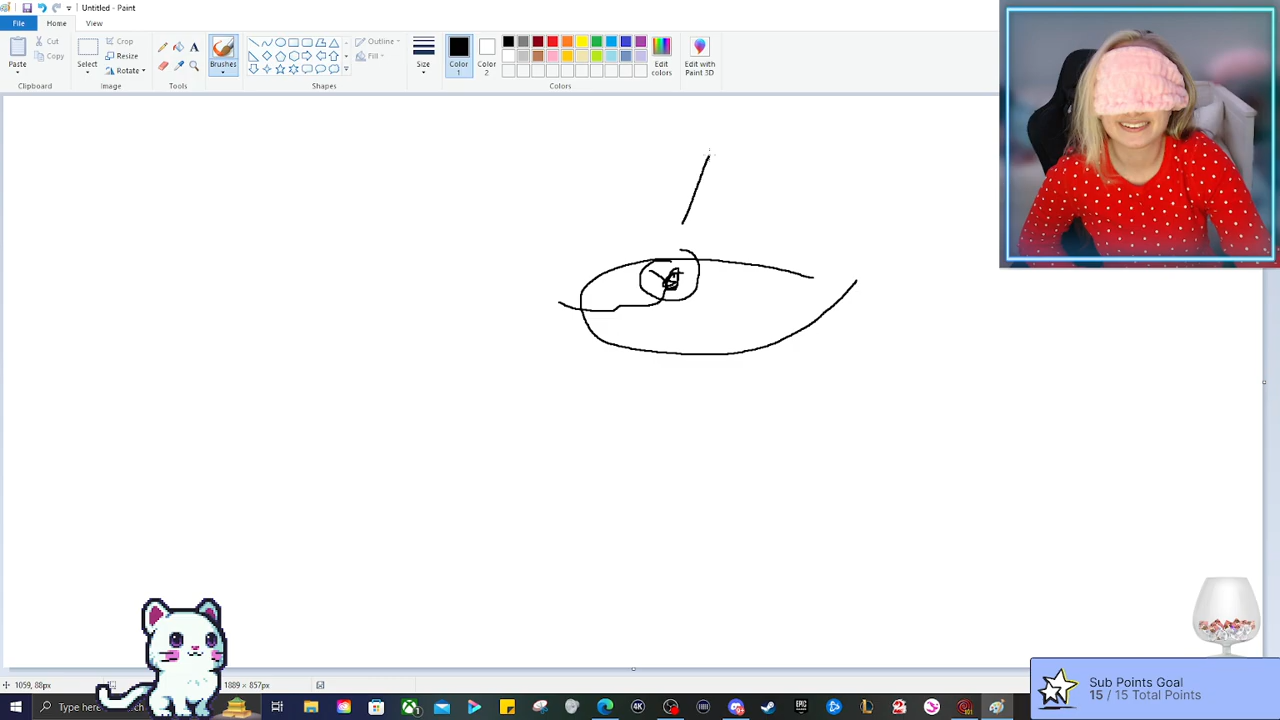 Untitled - Paint
File Home View
Paste
Cut
Copy
Clipboard
Select
Crop
Resize
Rotate
Image
Tools
Brushes
Outline
Fill
Shapes
Size
Color 1
Color 2
Edit colors
Colors
Edit with Paint 3D
1059, 88px
1889 × 857px
Sub Points Goal
15 / 15 Total Points
Type here
4K